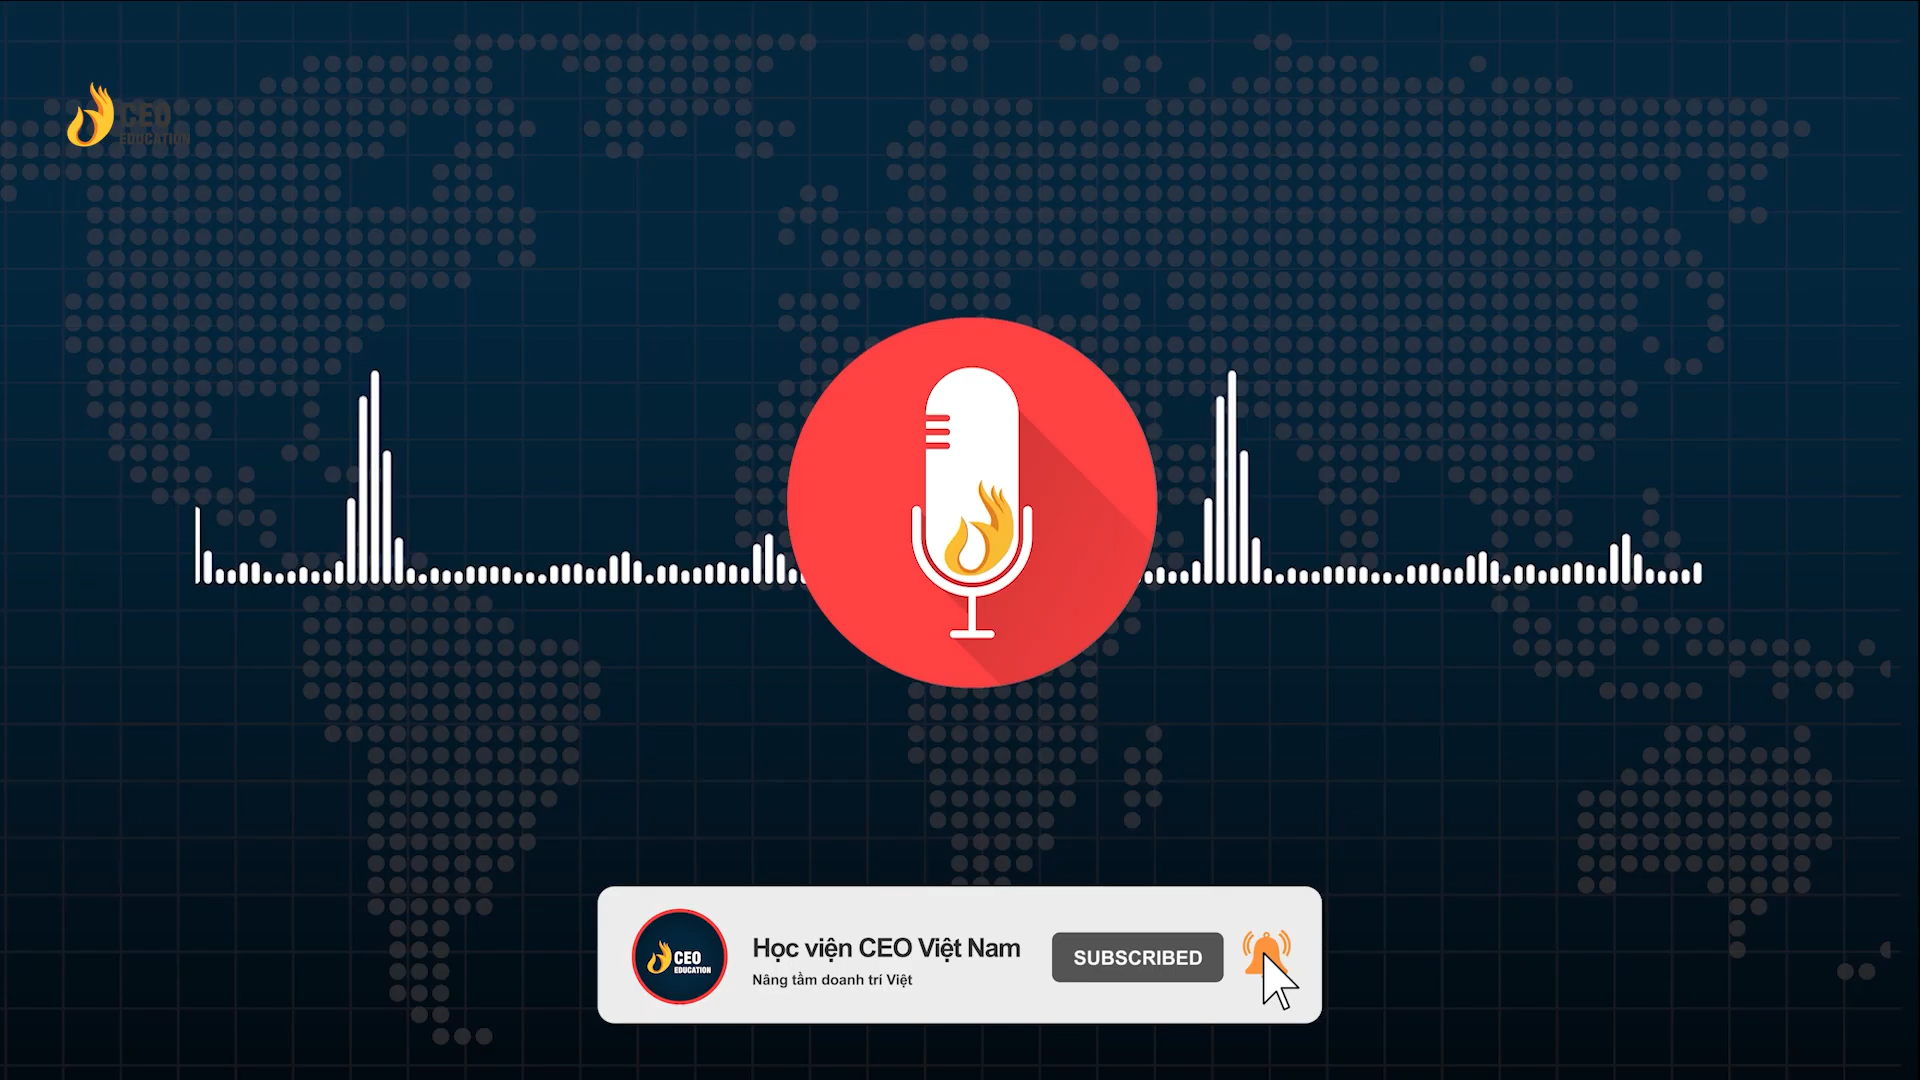 CEO
EDUCATION
CEO
EDUCATION
Học viện CEO Việt Nam
Nâng tầm doanh trí Việt
SUBSCRIBED